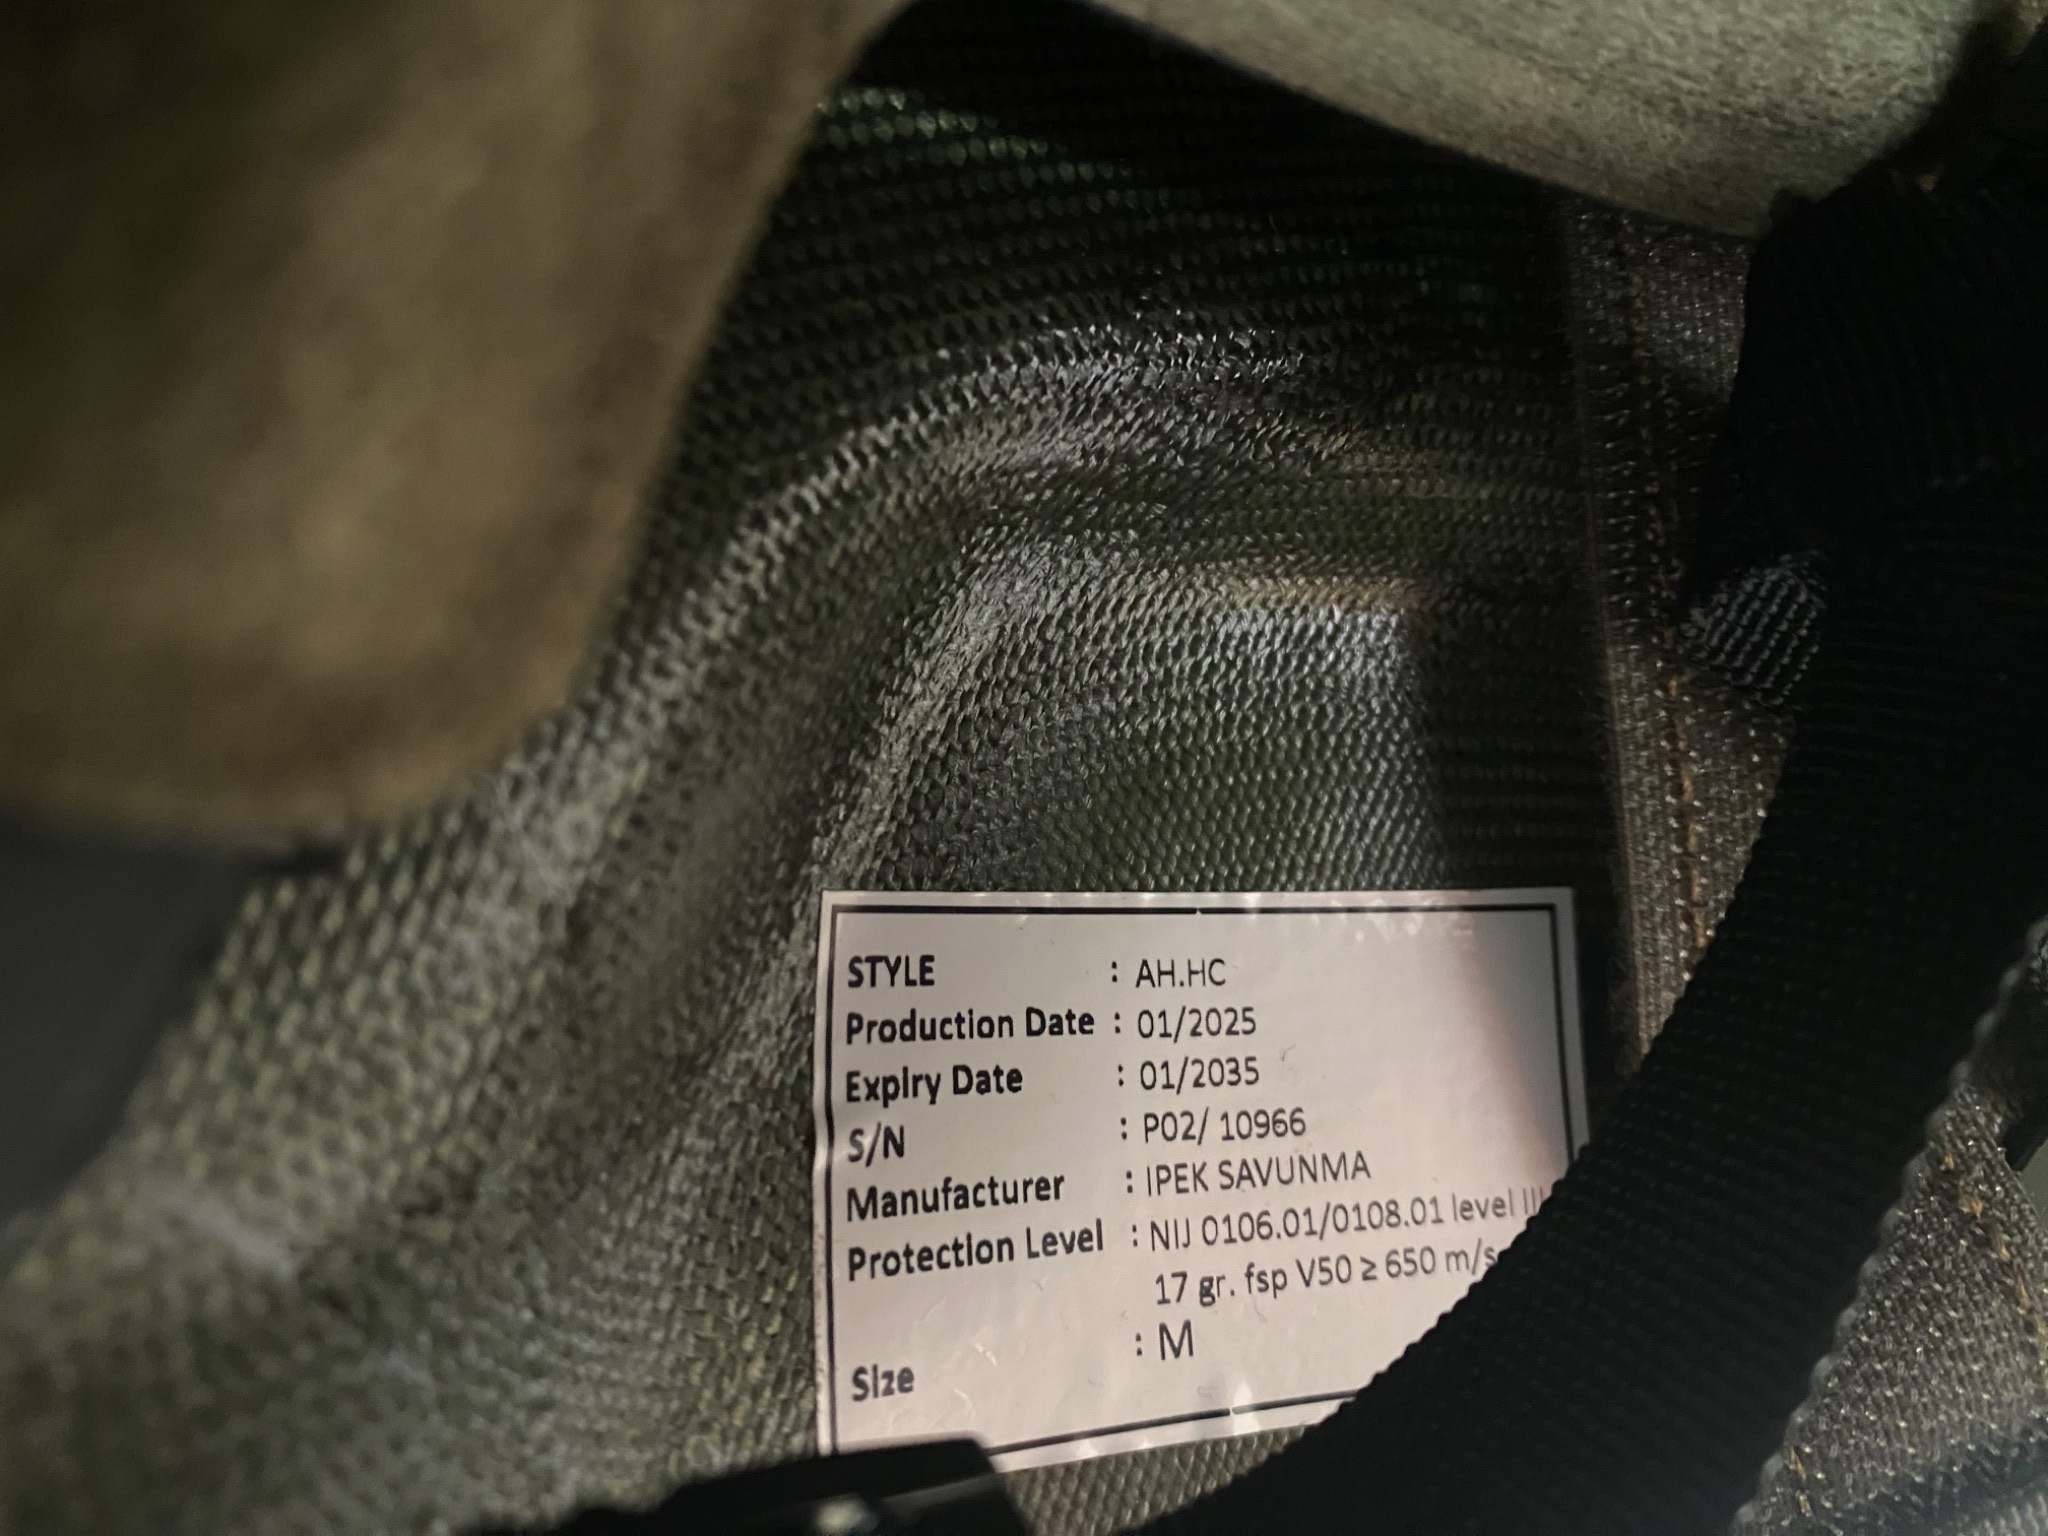 STYLE : AH.HC
Production Date : 01/2025
Expiry Date : 01/2035
S/N : P02/ 10966
Manufacturer : IPEK SAVUNMA
Protection Level : NIJ 0106.01/0108.01 level
17 gr. fsp V50 ≥ 650 m/s
Size : M